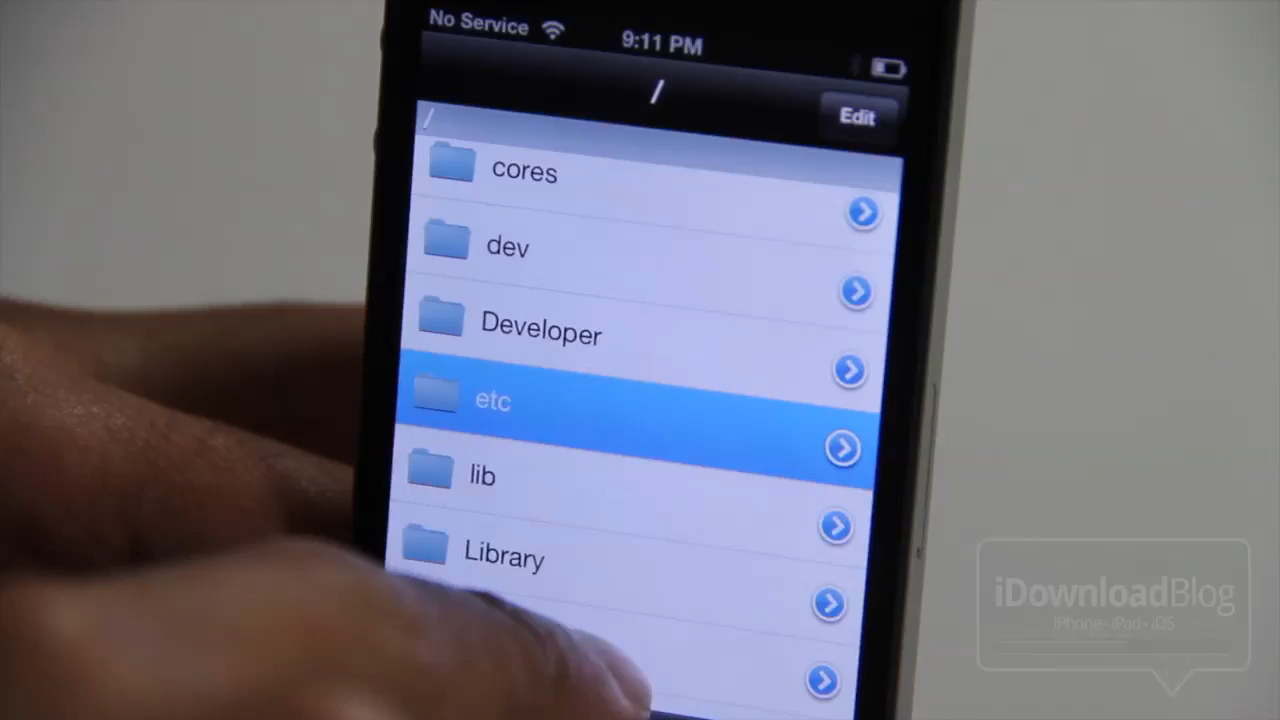 No Service
9:11 PM
/
Edit
/
cores
dev
Developer
etc
lib
Library
iDownloadBlog
iPhone • iPad • iOS